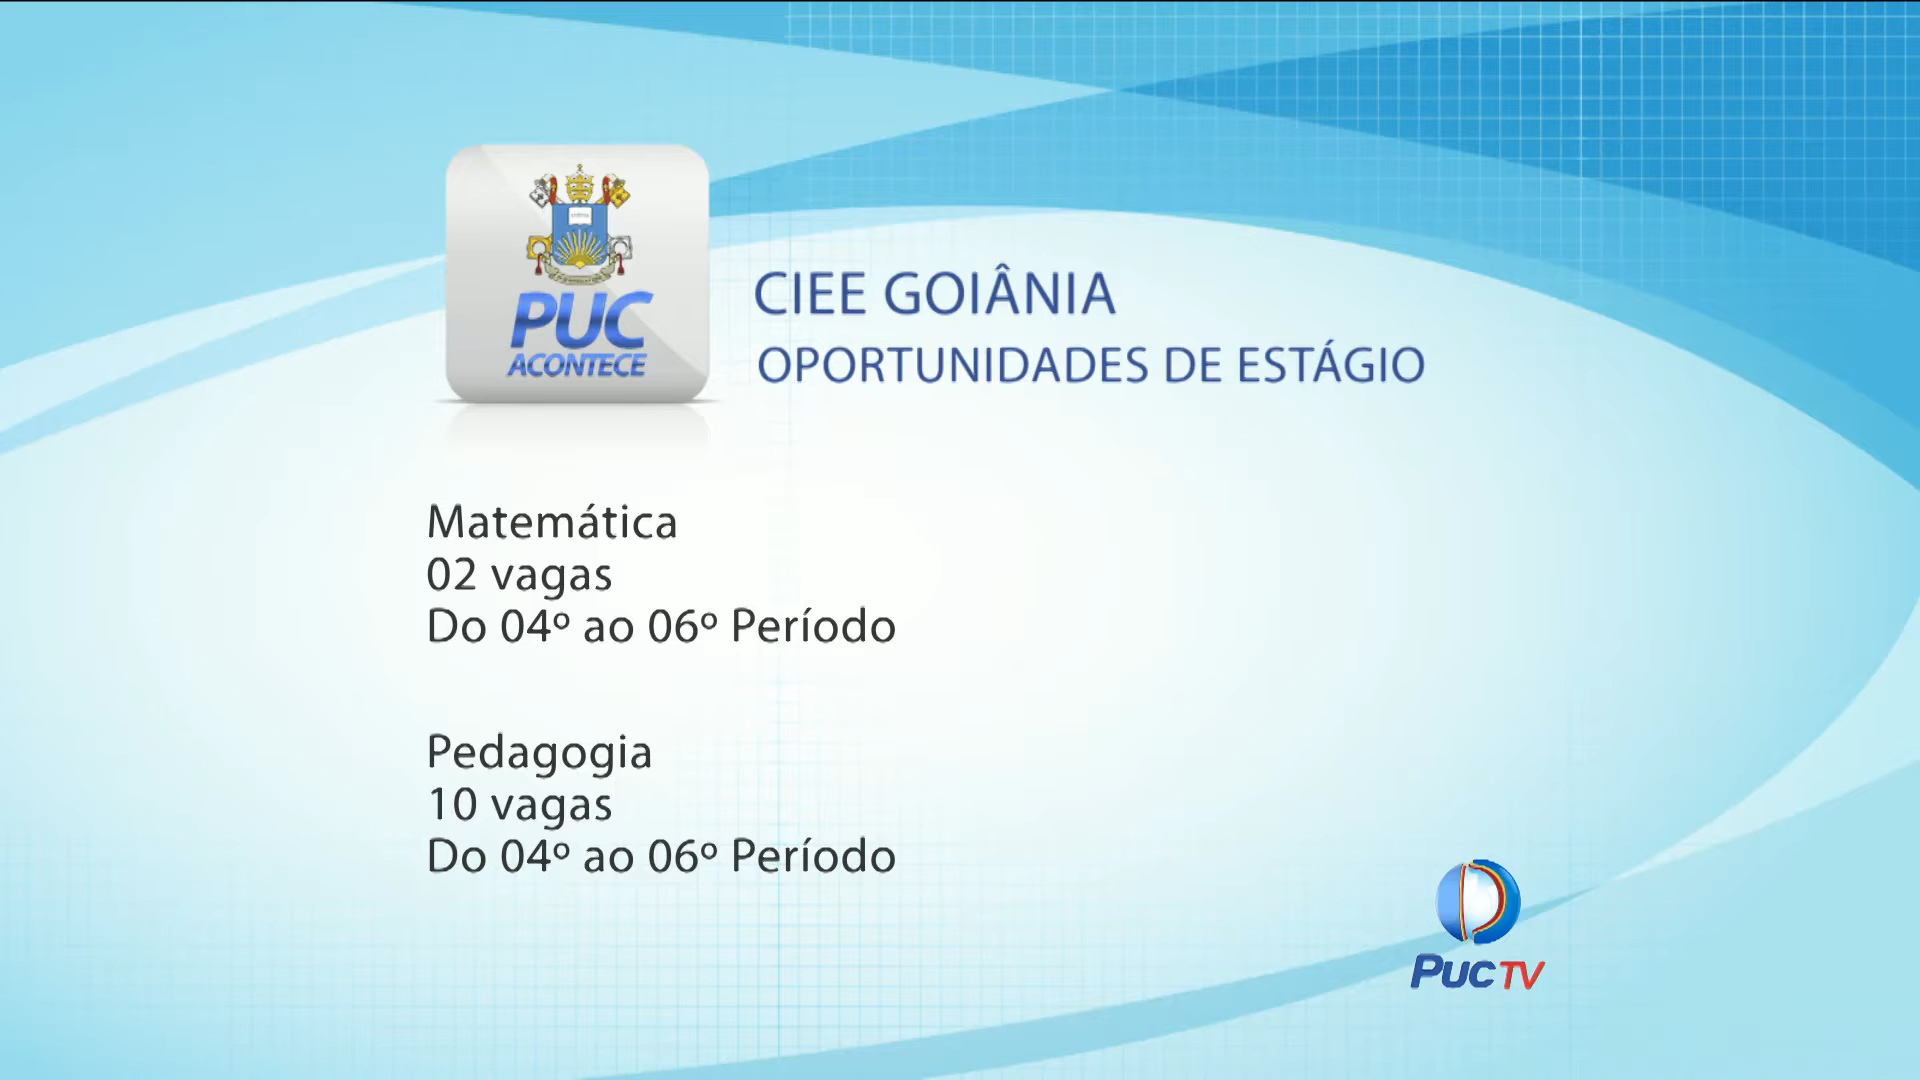 PUC
ACONTECE
CIEE GOIÂNIA
OPORTUNIDADES DE ESTÁGIO
Matemática
02 vagas
Do 04º ao 06º Período
Pedagogia
10 vagas
Do 04º ao 06º Período
PUC TV